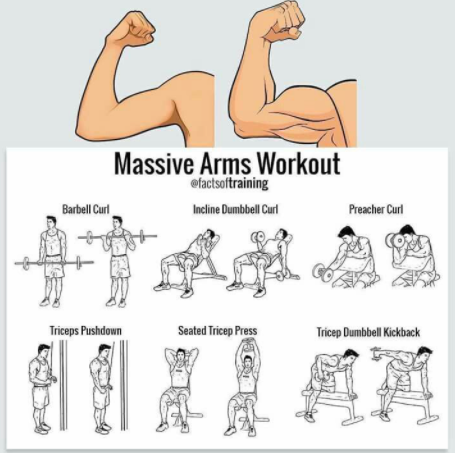 Massive Arms Workout
@factsoftraining
Barbell Curl
Incline Dumbbell Curl
Preacher Curl
Triceps Pushdown
Seated Tricep Press
Tricep Dumbbell Kickback